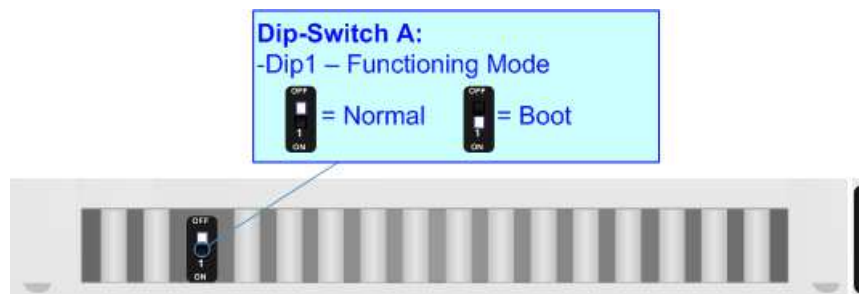 Dip-Switch A:
-Dip1 – Functioning Mode
OFF
1
ON
= Normal
OFF
1
ON
= Boot
OFF
1
ON